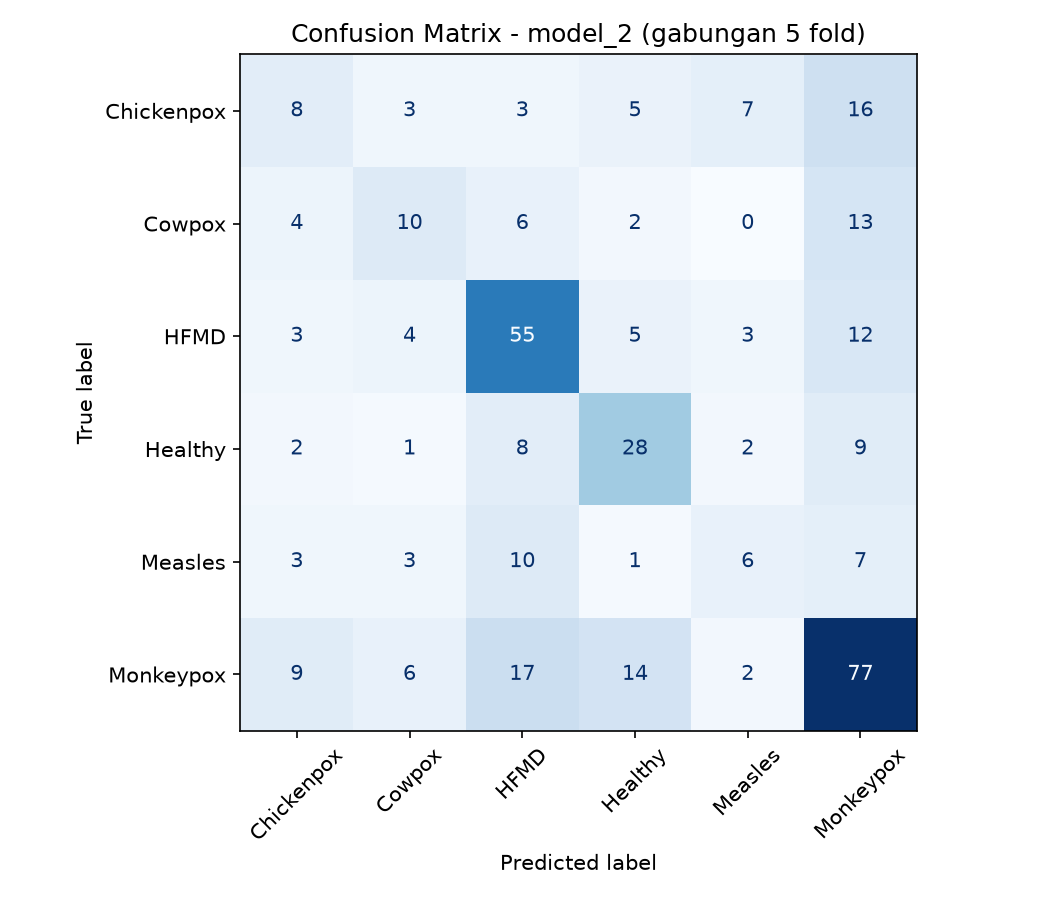 Confusion Matrix - model_2 (gabungan 5 fold)
Chickenpox 8 3 3 5 7 16
Cowpox 4 10 6 2 0 13
HFMD 3 4 55 5 3 12
Healthy 2 1 8 28 2 9
Measles 3 3 10 1 6 7
Monkeypox 9 6 17 14 2 77
True label
Chickenpox Cowpox HFMD Healthy Measles Monkeypox
Predicted label